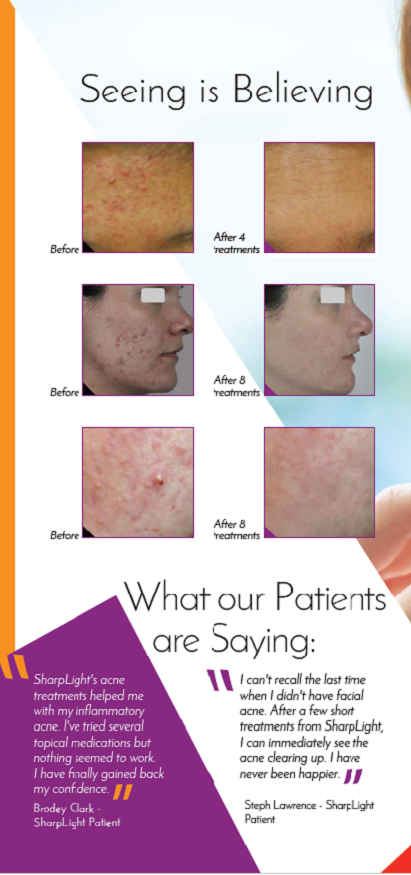 Seeing is Believing
Before
After 4
treatments
Before
After 8
treatments
Before
After 8
treatments
What our Patients
are Saying:
"
SharpLight's acne
treatments helped me
with my inflammatory
acne. I've tried several
topical medications but
nothing seemed to work.
I have finally gained back
my confidence. "
Brodey Clark -
SharpLight Patient
"
I can't recall the last time
when I didn't have facial
acne. After a few short
treatments from SharpLight,
I can immediately see the
acne clearing up. I have
never been happier. "
Steph Lawrence - SharpLight
Patient